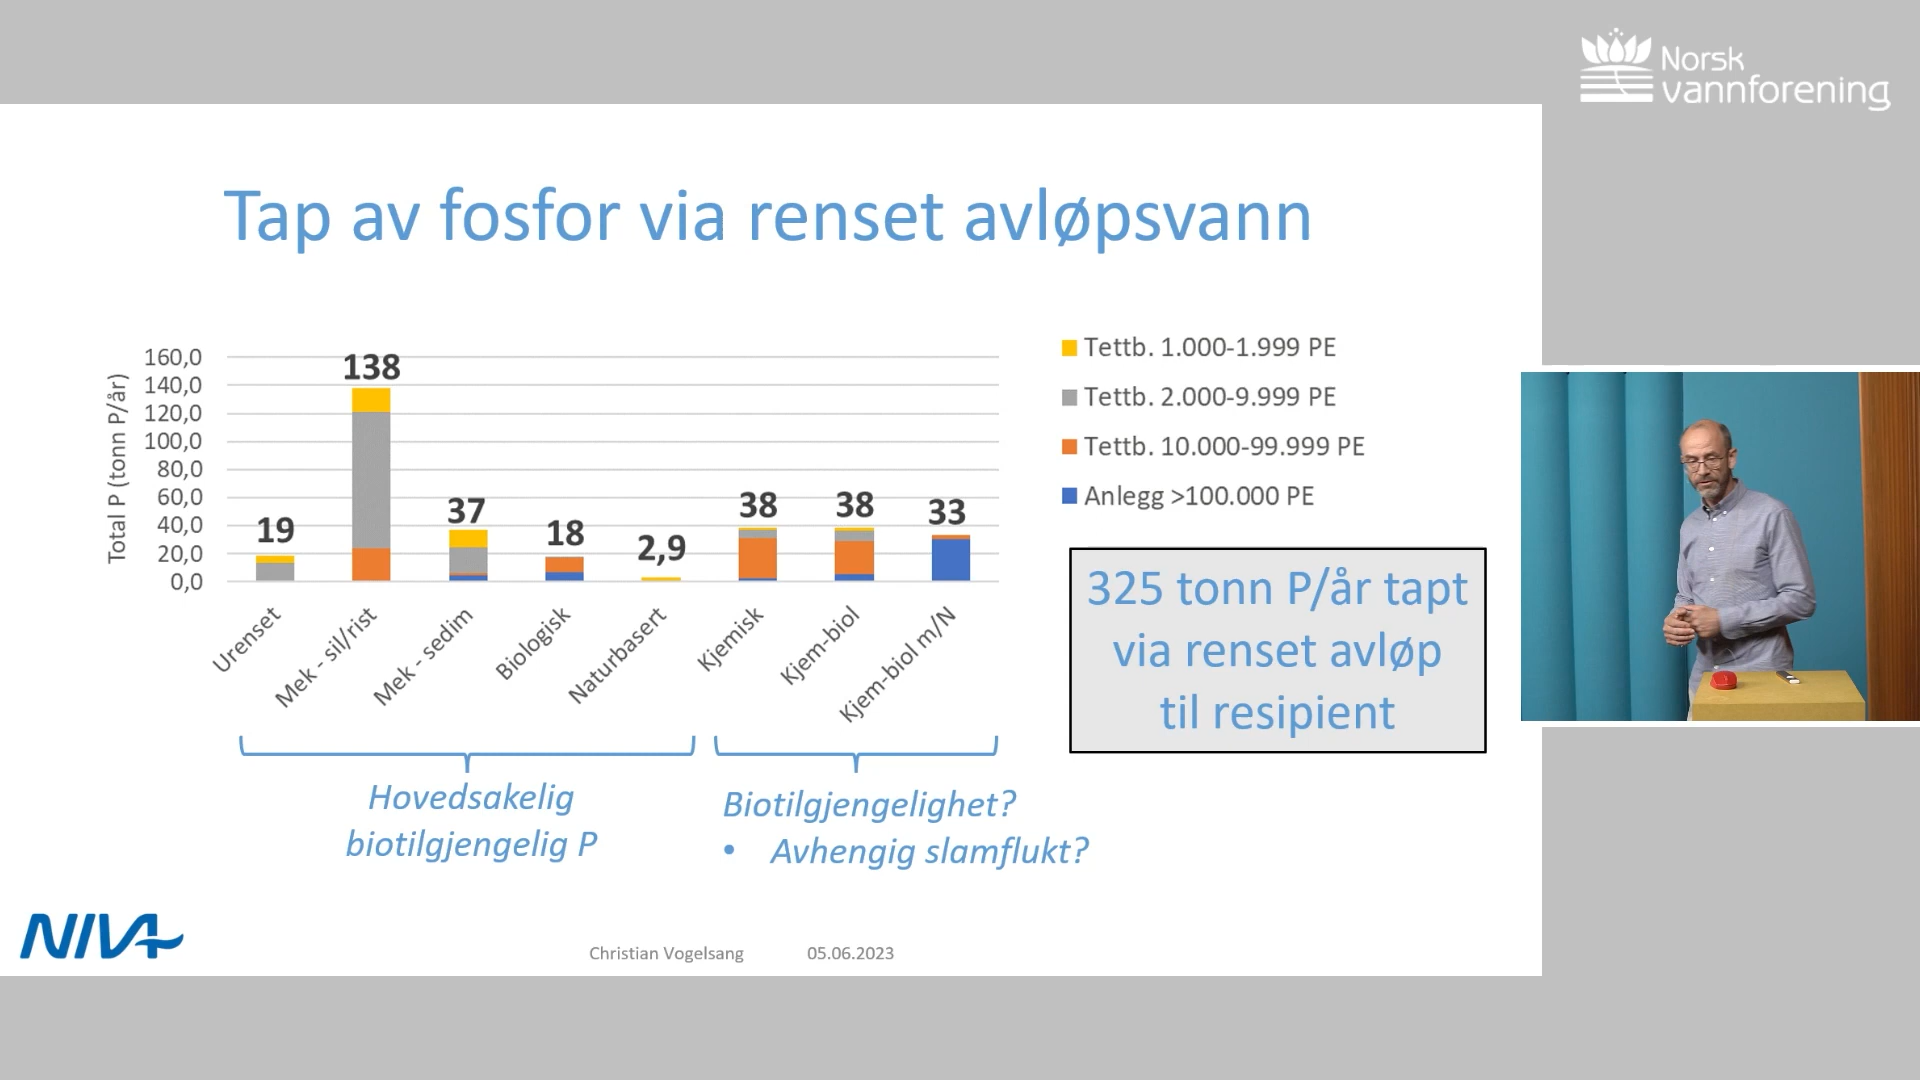 Norsk
vannforening
Tap av fosfor via renset avløpsvann
Total P (tonn P/år)
160,0
140,0
120,0
100,0
80,0
60,0
40,0
20,0
0,0
19
138
37
18
2,9
38
38
33
Urenset
Mek - sil/rist
Mek - sedim
Biologisk
Naturbasert
Kjemisk
Kjem-biol
Kjem-biol m/N
Tettb. 1.000-1.999 PE
Tettb. 2.000-9.999 PE
Tettb. 10.000-99.999 PE
Anlegg >100.000 PE
325 tonn P/år tapt
via renset avløp
til resipient
Hovedsakelig
biotilgjengelig P
Biotilgjengelighet?
• Avhengig slamflukt?
NIVA
Christian Vogelsang 05.06.2023